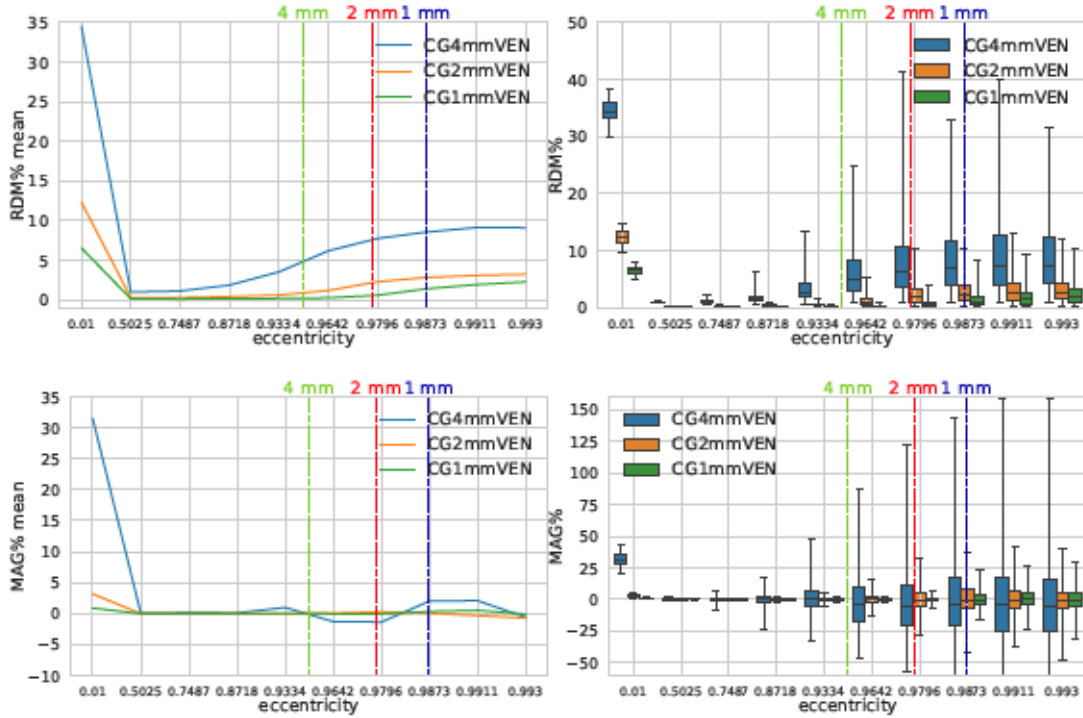 4 mm 2 mm 1 mm
35
30
25
20
15
10
5
0
RDM% mean
CG4mmVEN
CG2mmVEN
CG1mmVEN
0.01 0.5025 0.7487 0.8718 0.9334 0.9642 0.9796 0.9873 0.9911 0.993
eccentricity
4 mm 2 mm 1 mm
50
40
30
20
10
0
RDM%
CG4mmVEN
CG2mmVEN
CG1mmVEN
0.01 0.5025 0.7487 0.8718 0.9334 0.9642 0.9796 0.9873 0.9911 0.993
eccentricity
4 mm 2 mm 1 mm
35
30
25
20
15
10
5
0
−5
−10
MAG% mean
CG4mmVEN
CG2mmVEN
CG1mmVEN
0.01 0.5025 0.7487 0.8718 0.9334 0.9642 0.9796 0.9873 0.9911 0.993
eccentricity
4 mm 2 mm 1 mm
150
125
100
75
50
25
0
−25
−50
MAG%
CG4mmVEN
CG2mmVEN
CG1mmVEN
0.01 0.5025 0.7487 0.8718 0.9334 0.9642 0.9796 0.9873 0.9911 0.993
eccentricity